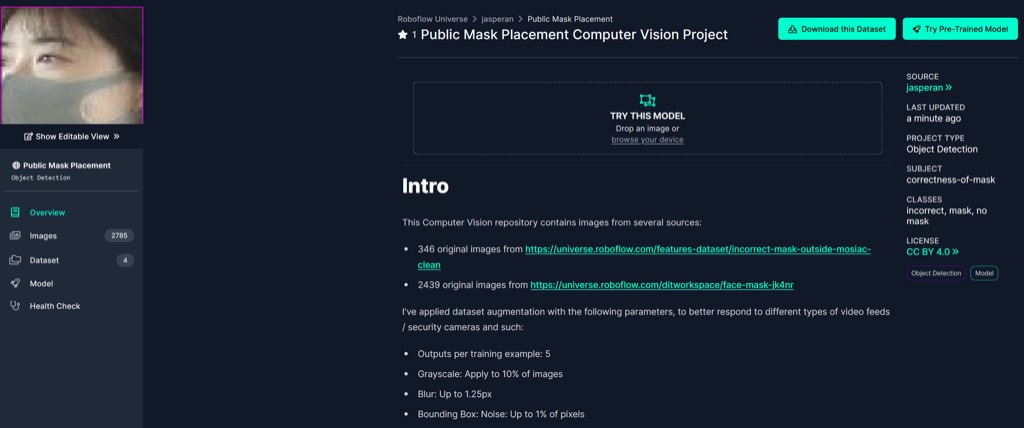 Roboflow Universe > jasperan > Public Mask Placement
1 Public Mask Placement Computer Vision Project
Download this Dataset
Try Pre-Trained Model
Show Editable View »
Public Mask Placement
Object Detection
Overview
Images 2785
Dataset 4
Model
Health Check
TRY THIS MODEL
Drop an image or
browse your device
Intro
This Computer Vision repository contains images from several sources:
• 346 original images from https://universe.roboflow.com/features-dataset/incorrect-mask-outside-mosiac-
clean
• 2439 original images from https://universe.roboflow.com/ditworkspace/face-mask-jk4nr
I've applied dataset augmentation with the following parameters, to better respond to different types of video feeds
/ security cameras and such:
• Outputs per training example: 5
• Grayscale: Apply to 10% of images
• Blur: Up to 1.25px
• Bounding Box: Noise: Up to 1% of pixels
SOURCE
jasperan »
LAST UPDATED
a minute ago
PROJECT TYPE
Object Detection
SUBJECT
correctness-of-mask
CLASSES
incorrect, mask, no
mask
LICENSE
CC BY 4.0 »
Object Detection
Model